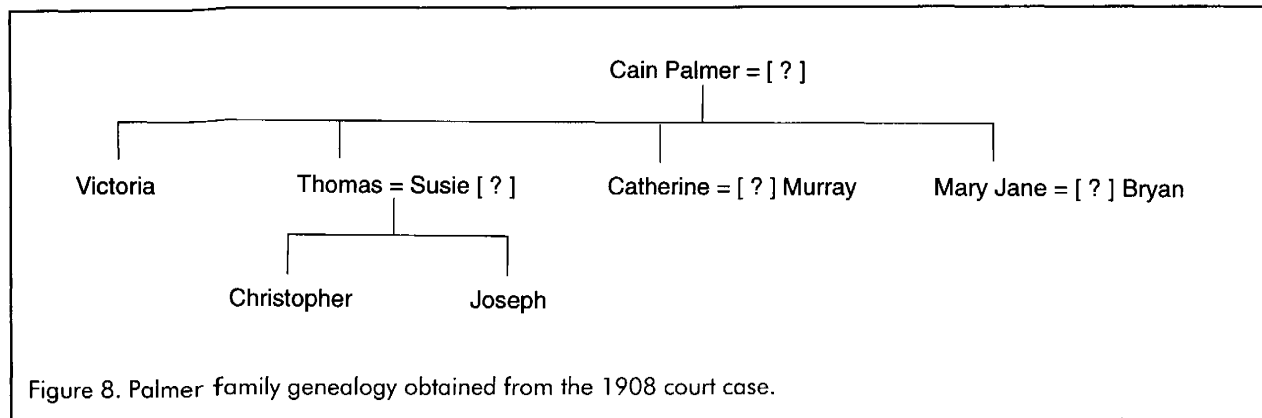 Cain Palmer = [ ? ]
Victoria Thomas = Susie [ ? ] Catherine = [ ? ] Murray Mary Jane = [ ? ] Bryan
Christopher Joseph
Figure 8. Palmer family genealogy obtained from the 1908 court case.